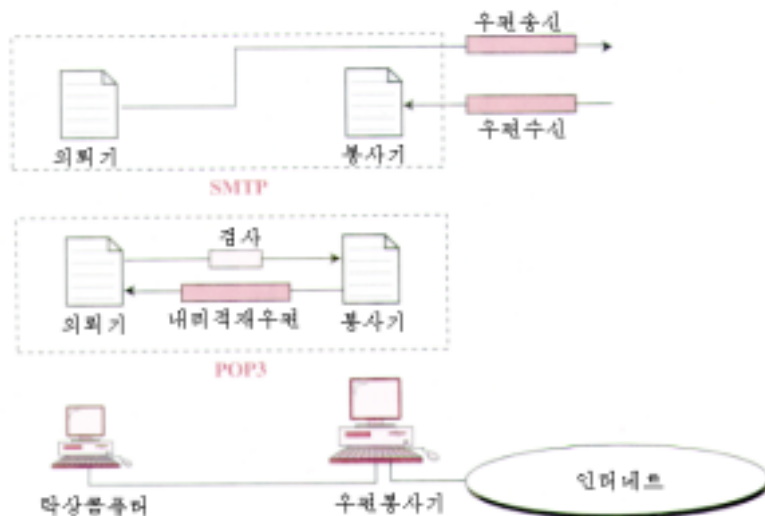 우편송신
우편수신
의뢰기
봉사기
SMTP
검사
의뢰기
내리적재우편
봉사기
POP3
탁상콤퓨터
우편봉사기
인터네트